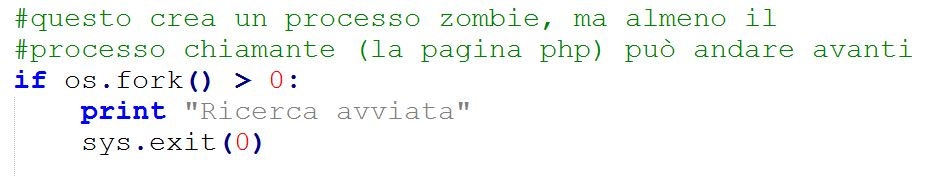 #questo crea un processo zombie, ma almeno il
#processo chiamante (la pagina php) può andare avanti
if os.fork() > 0:
    print "Ricerca avviata"
    sys.exit(0)